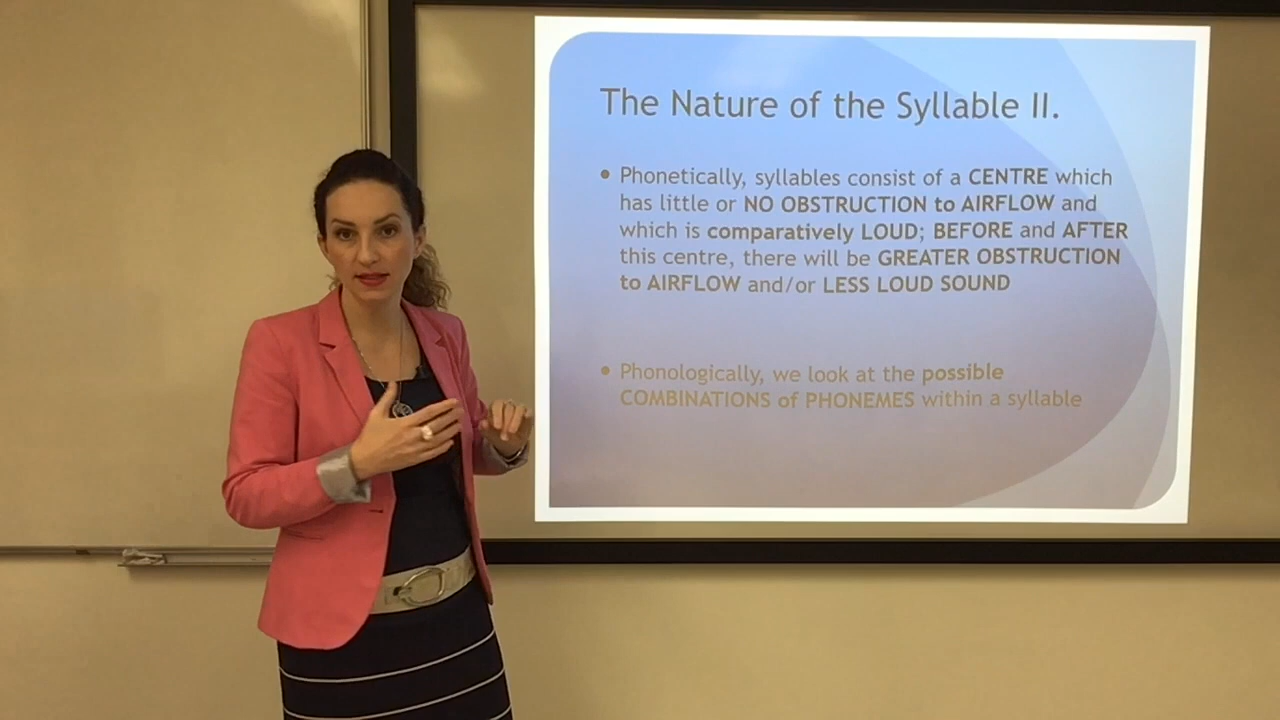 The Nature of the Syllable II.
• Phonetically, syllables consist of a CENTRE which
has little or NO OBSTRUCTION to AIRFLOW and
which is comparatively LOUD; BEFORE and AFTER
this centre, there will be GREATER OBSTRUCTION
to AIRFLOW and/or LESS LOUD SOUND
• Phonologically, we look at the possible
COMBINATIONS of PHONEMES within a syllable